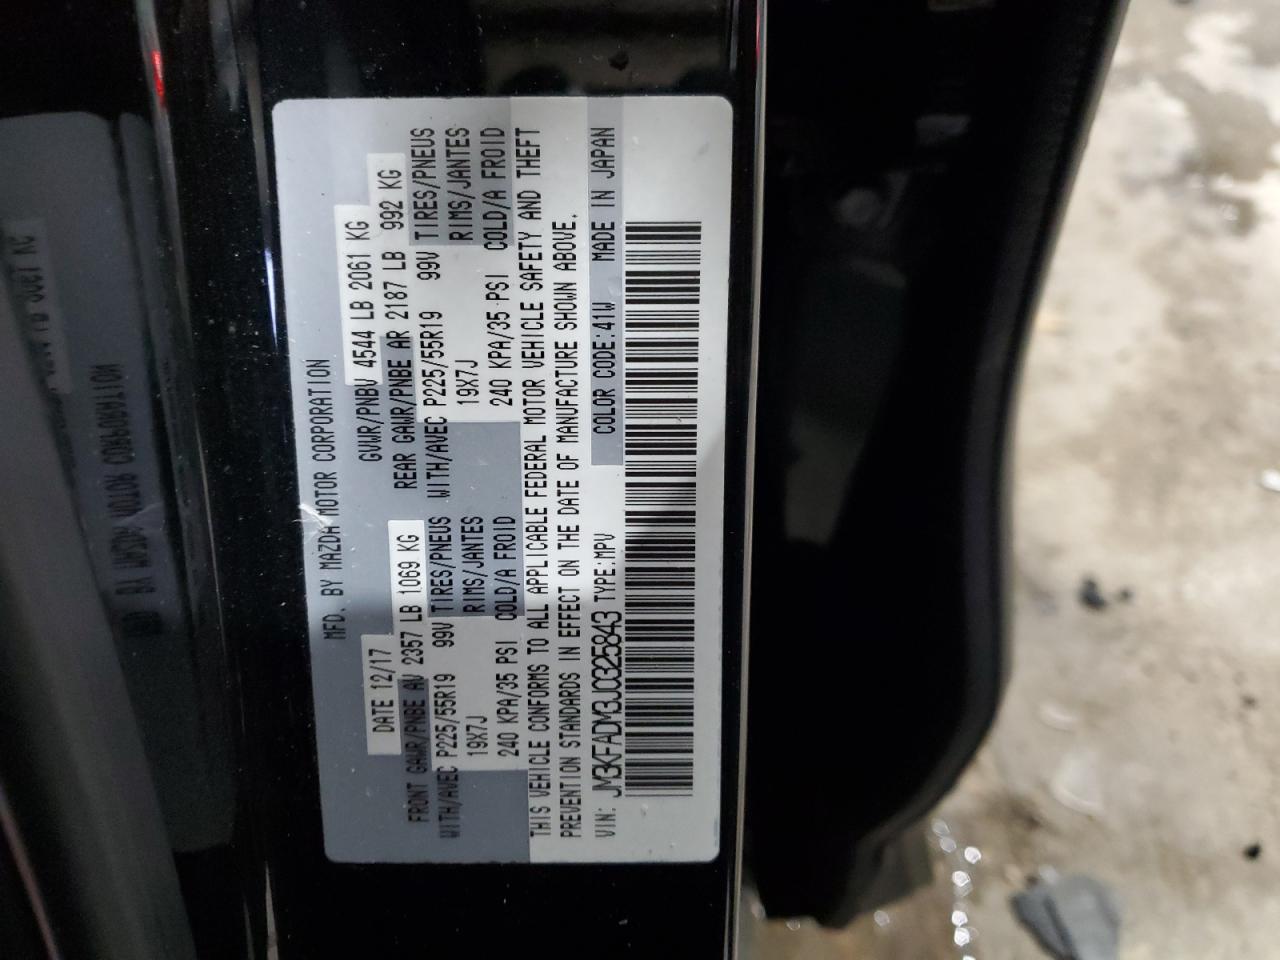 MFD. BY MAZDA MOTOR CORPORATION
DATE 12/17 GVWR/PNBV 4544 LB 2061 KG
FRONT GAWR/PNBE AV 2357 LB 1069 KG REAR GAWR/PNBE AR 2187 LB 992 KG
WITH/AVEC P225/55R19 99V TIRES/PNEUS WITH/AVEC P225/55R19 99V TIRES/PNEUS
19X7J RIMS/JANTES 19X7J RIMS/JANTES
240 KPA/35 PSI COLD/A FROID 240 KPA/35 PSI COLD/A FROID
THIS VEHICLE CONFORMS TO ALL APPLICABLE FEDERAL MOTOR VEHICLE SAFETY AND THEFT
PREVENTION STANDARDS IN EFFECT ON THE DATE OF MANUFACTURE SHOWN ABOVE.
VIN: JM3KFADM3J0325843 TYPE:MPV COLOR CODE:41W MADE IN JAPAN